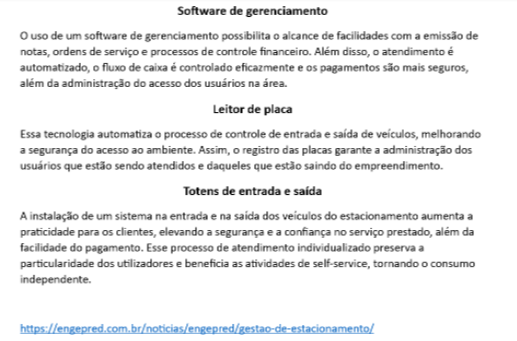 Software de gerenciamento
O uso de um software de gerenciamento possibilita o alcance de facilidades com a emissão de
notas, ordens de serviço e processos de controle financeiro. Além disso, o atendimento é
automatizado, o fluxo de caixa é controlado eficazmente e os pagamentos são mais seguros,
além da administração do acesso dos usuários na área.
Leitor de placa
Essa tecnologia automatiza o processo de controle de entrada e saída de veículos, melhorando
a segurança do acesso ao ambiente. Assim, o registro das placas garante a administração dos
usuários que estão sendo atendidos e daqueles que estão saindo do empreendimento.
Totens de entrada e saída
A instalação de um sistema na entrada e na saída dos veículos do estacionamento aumenta a
praticidade para os clientes, elevando a segurança e a confiança no serviço prestado, além da
facilidade do pagamento. Esse processo de atendimento individualizado preserva a
particularidade dos utilizadores e beneficia as atividades de self-service, tornando o consumo
independente.
https://engepred.com.br/noticias/engepred/gestao-de-estacionamento/